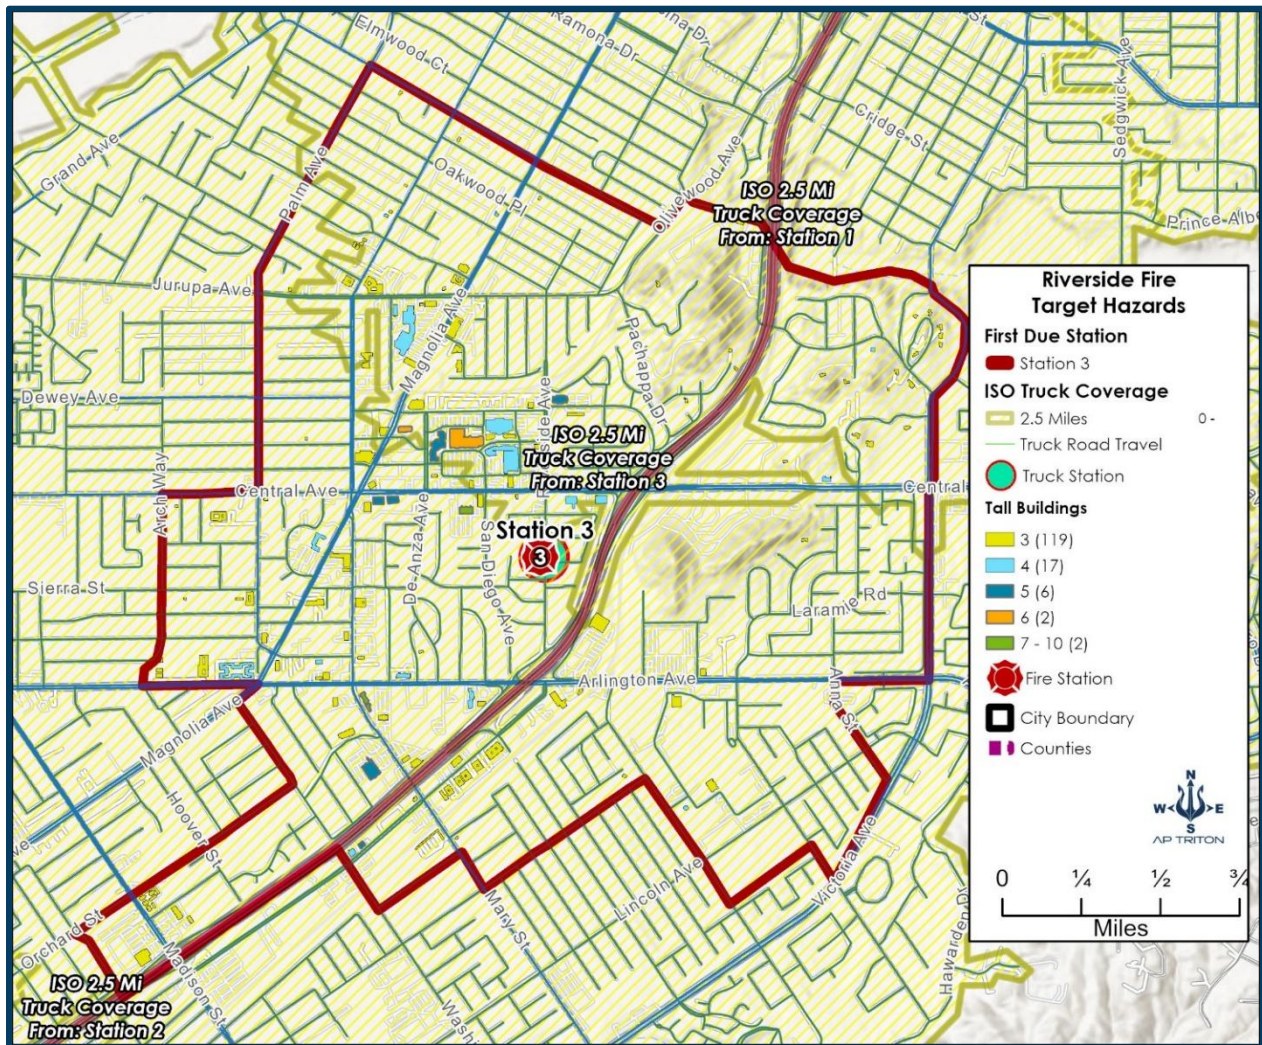 Elmwood Ct
Ramona Dr
Cridge St
Sedgwick Ave
Grand Ave
Palm Ave
Oakwood Pl
Olivewood Ave
ISO 2.5 Mi
Truck Coverage
From: Station 1
Prince Albe
Jurupa Ave
Magnolia Ave
Pachappa Dr
Dewey Ave
ISO 2.5 Mi
Truck Coverage
From: Station 3
Arch Way
Central Ave
Central
De Anza Ave
San Diego Ave
Station 3
3
Sierra St
Laramie Rd
Arlington Ave
Anna St
Magnolia Ave
Hoover St
Lincoln Ave
Victoria Ave
Mary St
Orchard St
Madison St
Hawarden Dr
Washi
ISO 2.5 Mi
Truck Coverage
From: Station 2
Riverside Fire
Target Hazards
First Due Station
Station 3
ISO Truck Coverage
2.5 Miles
0 -
Truck Road Travel
Truck Station
Tall Buildings
3 (119)
4 (17)
5 (6)
6 (2)
7 - 10 (2)
Fire Station
City Boundary
Counties
N
W E
S
AP TRITON
0 ¼ ½ ¾
Miles